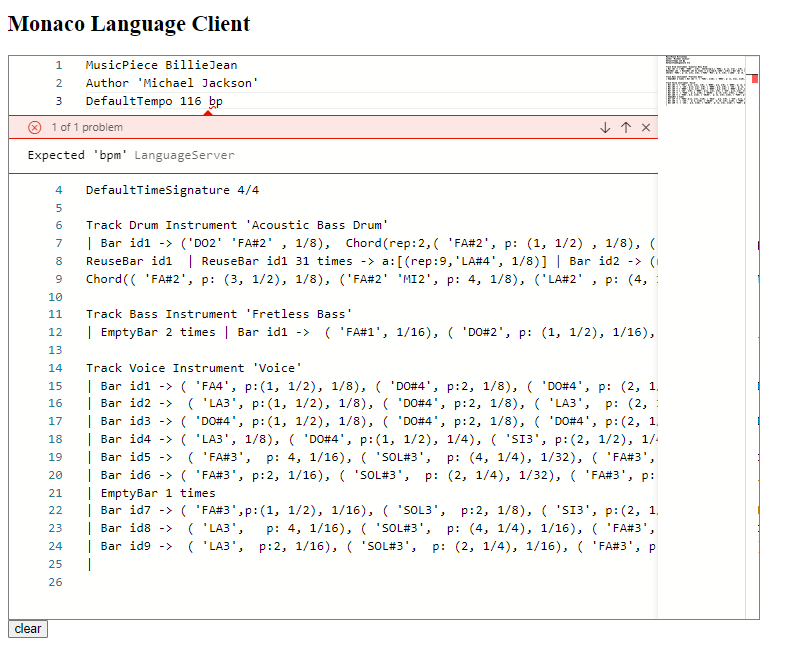 Monaco Language Client
1 MusicPiece BillieJean
2 Author 'Michael Jackson'
3 DefaultTempo 116 bp
1 of 1 problem
Expected 'bpm' LanguageServer
4 DefaultTimeSignature 4/4
5
6 Track Drum Instrument 'Acoustic Bass Drum'
7 | Bar id1 -> ('DO2' 'FA#2' , 1/8),  Chord(rep:2,( 'FA#2', p: (1, 1/2) , 1/8), (
8 ReuseBar id1  | ReuseBar id1 31 times -> a:[(rep:9,'LA#4', 1/8)] | Bar id2 -> (
9 Chord(( 'FA#2', p: (3, 1/2), 1/8), ('FA#2' 'MI2', p: 4, 1/8), ('LA#2' , p: (4,
10
11 Track Bass Instrument 'Fretless Bass'
12 | EmptyBar 2 times | Bar id1 ->  ( 'FA#1', 1/16), ( 'DO#2', p: (1, 1/2), 1/16),
13
14 Track Voice Instrument 'Voice'
15 | Bar id1 -> ( 'FA4', p:(1, 1/2), 1/8), ( 'DO#4', p:2, 1/8), ( 'DO#4', p: (2, 1
16 | Bar id2 ->  ( 'LA3', p:(1, 1/2), 1/8), ( 'DO#4', p:2, 1/8), ( 'LA3',  p: (2,
17 | Bar id3 -> ( 'DO#4', p:(1, 1/2), 1/8), ( 'DO#4', p:2, 1/8), ( 'DO#4', p:(2, 1
18 | Bar id4 -> ( 'LA3', 1/8), ( 'DO#4', p:(1, 1/2), 1/4), ( 'SI3', p:(2, 1/2), 1/4
19 | Bar id5 ->  ( 'FA#3',  p: 4, 1/16), ( 'SOL#3',  p: (4, 1/4), 1/32), ( 'FA#3',
20 | Bar id6 -> ( 'FA#3', p:2, 1/16), ( 'SOL#3',  p: (2, 1/4), 1/32), ( 'FA#3', p:
21 | EmptyBar 1 times
22 | Bar id7 -> ( 'FA#3',p:(1, 1/2), 1/16), ( 'SOL3',  p:2, 1/8), ( 'SI3', p:(2, 1
23 | Bar id8 ->  ( 'LA3',   p: 4, 1/16), ( 'SOL#3',  p: (4, 1/4), 1/16), ( 'FA#3',
24 | Bar id9 ->  ( 'LA3',  p:2, 1/16), ( 'SOL#3',  p: (2, 1/4), 1/16), ( 'FA#3', p
25 |
26
clear